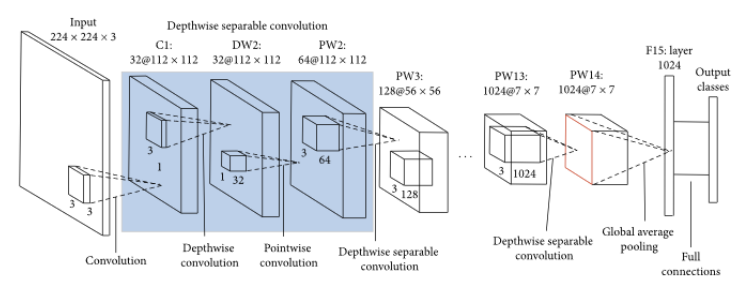 Input
224 × 224 × 3
Depthwise separable convolution
C1:
32@112 × 112
DW2:
32@112 × 112
PW2:
64@112 × 112
PW3:
128@56 × 56
PW13:
1024@7 × 7
PW14:
1024@7 × 7
F15: layer
1024
Output
classes
3
3
3
1
1
32
3
64
3
128
...
3
1024
Convolution
Depthwise
convolution
Pointwise
convolution
Depthwise separable
convolution
Depthwise separable
convolution
Global average
pooling
Full
connections